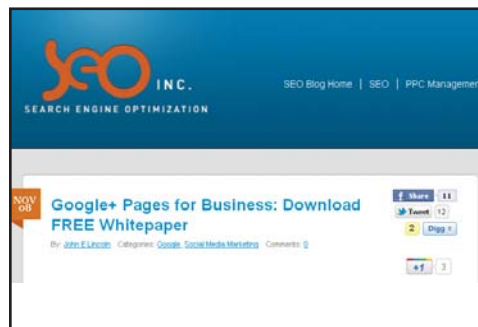 SEO INC.
SEARCH ENGINE OPTIMIZATION
SEO Blog Home | SEO | PPC Managemen
NOV
08
Google+ Pages for Business: Download
FREE Whitepaper
By: John E Lincoln Categories: Google, Social Media Marketing Comments: 0
f Share 11
Tweet 12
2 Digg
+1 3